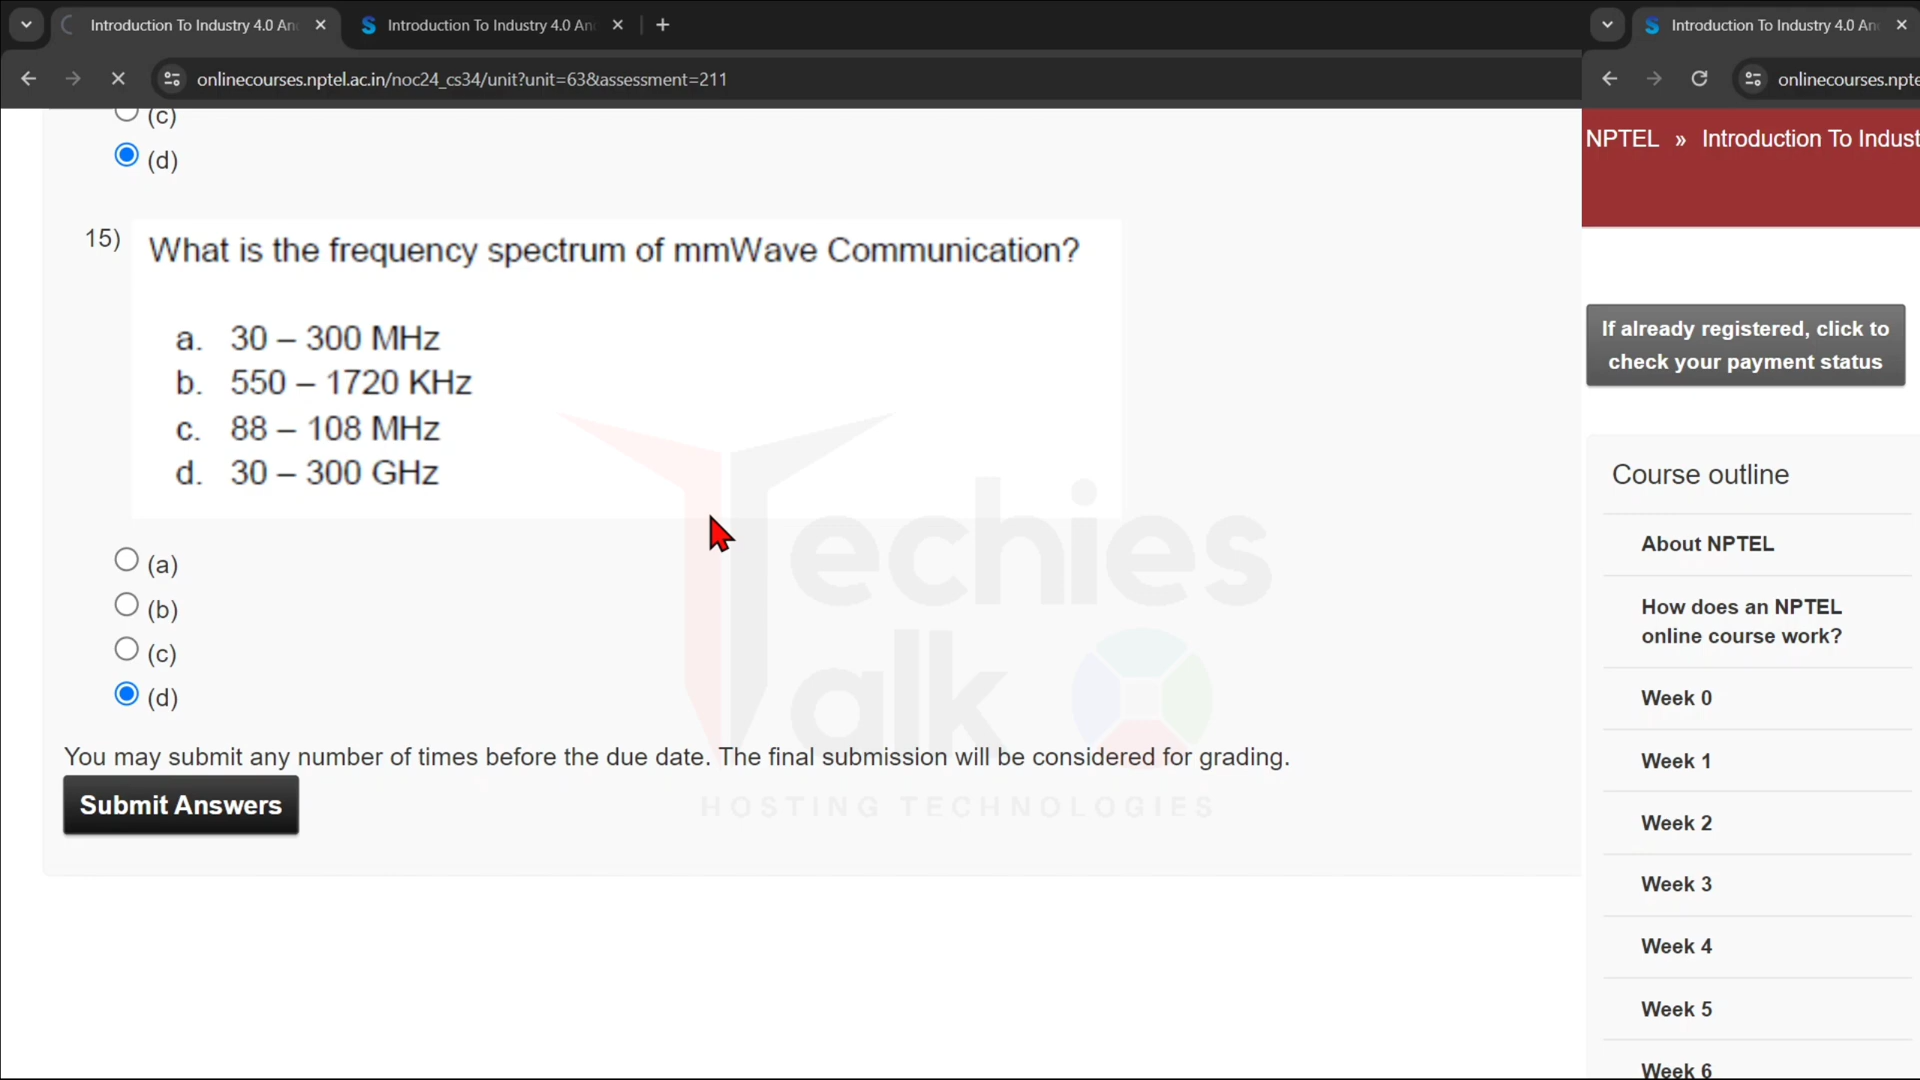 Introduction To Industry 4.0 An
Introduction To Industry 4.0 An
Introduction To Industry 4.0 An
onlinecourses.nptel.ac.in/noc24_cs34/unit?unit=63&assessment=211
onlinecourses.npte
(c)
(d)
15)
What is the frequency spectrum of mmWave Communication?
a. 30 – 300 MHz
b. 550 – 1720 KHz
c. 88 – 108 MHz
d. 30 – 300 GHz
(a)
(b)
(c)
(d)
You may submit any number of times before the due date. The final submission will be considered for grading.
Submit Answers
Techies
Talk
HOSTING TECHNOLOGIES
NPTEL » Introduction To Indust
If already registered, click to
check your payment status
Course outline
About NPTEL
How does an NPTEL
online course work?
Week 0
Week 1
Week 2
Week 3
Week 4
Week 5
Week 6